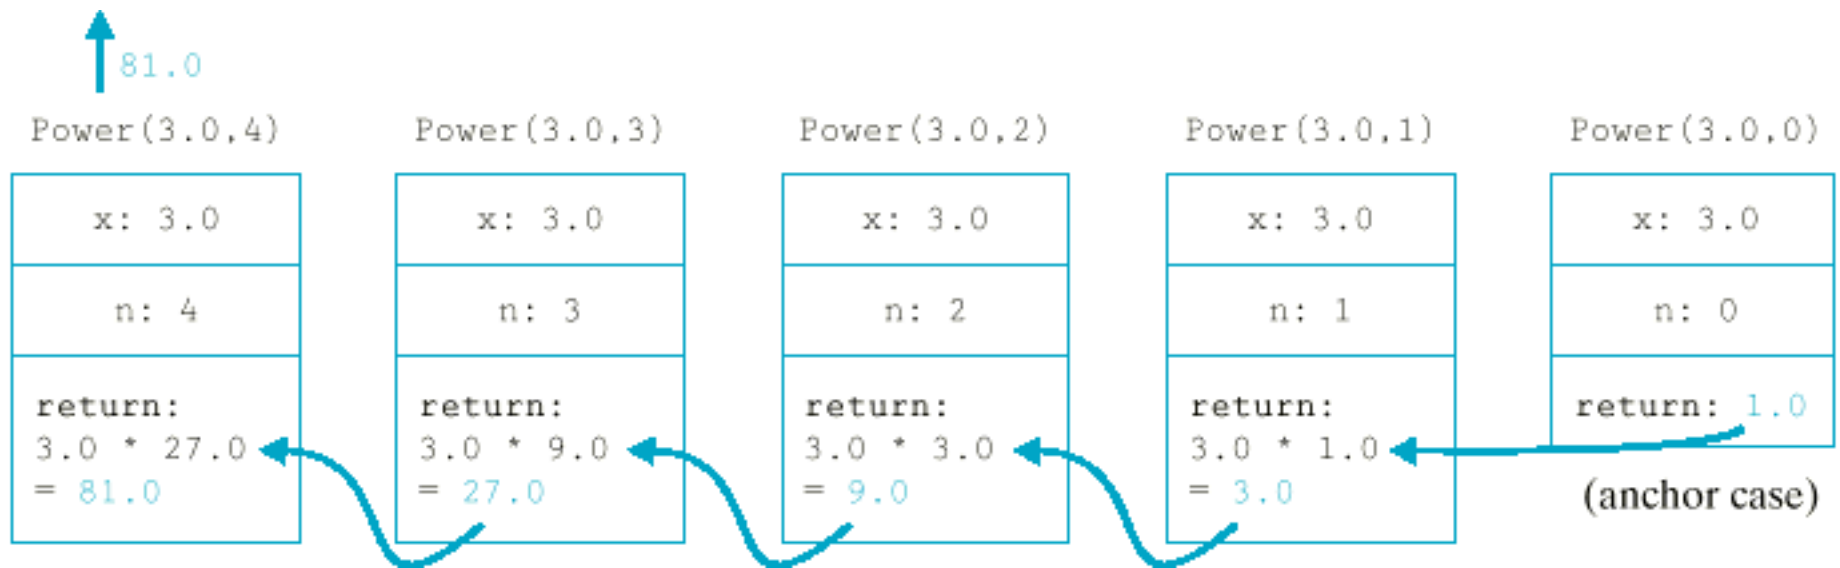 81.0
Power(3.0,4)
x: 3.0
n: 4
return:
3.0 * 27.0
= 81.0
Power(3.0,3)
x: 3.0
n: 3
return:
3.0 * 9.0
= 27.0
Power(3.0,2)
x: 3.0
n: 2
return:
3.0 * 3.0
= 9.0
Power(3.0,1)
x: 3.0
n: 1
return:
3.0 * 1.0
= 3.0
Power(3.0,0)
x: 3.0
n: 0
return: 1.0
(anchor case)